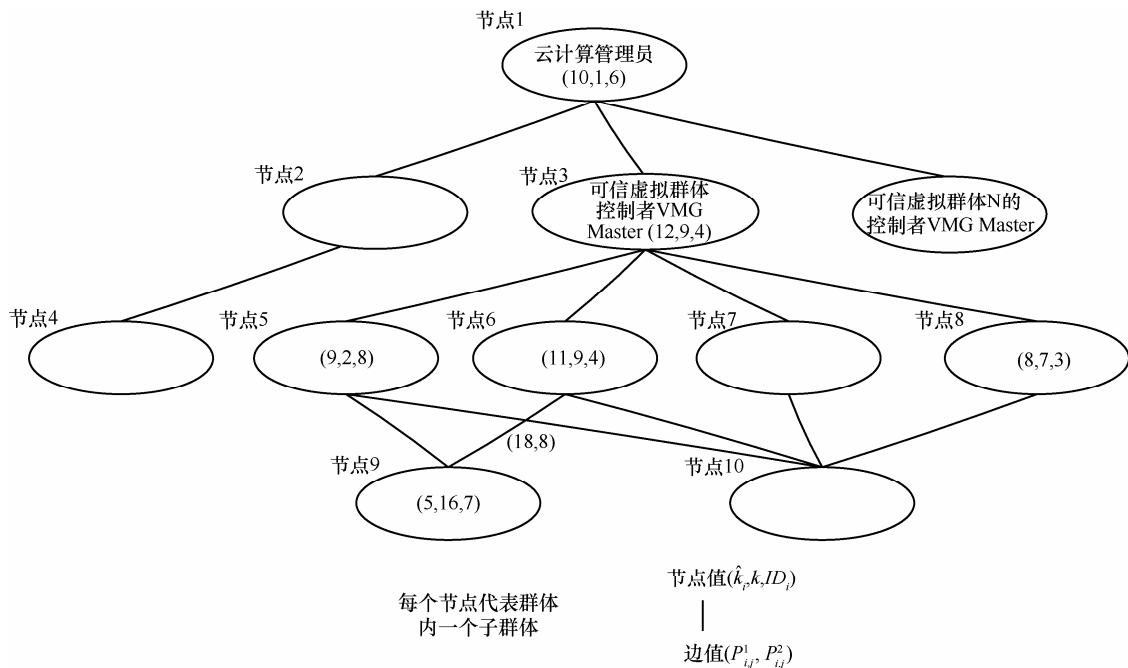 节点1
云计算管理员
(10,1,6)
节点2
节点3
可信虚拟群体
控制者VMG
Master (12,9,4)
可信虚拟群体N的
控制者VMG Master
节点4
节点5
节点6
节点7
节点8
(9,2,8)
(11,9,4)
(8,7,3)
(18,8)
节点9
节点10
(5,16,7)
每个节点代表群体
内一个子群体
节点值(k̂ᵢ,k,IDᵢ)
边值(P¹ᵢ,ⱼ, P²ᵢ,ⱼ)